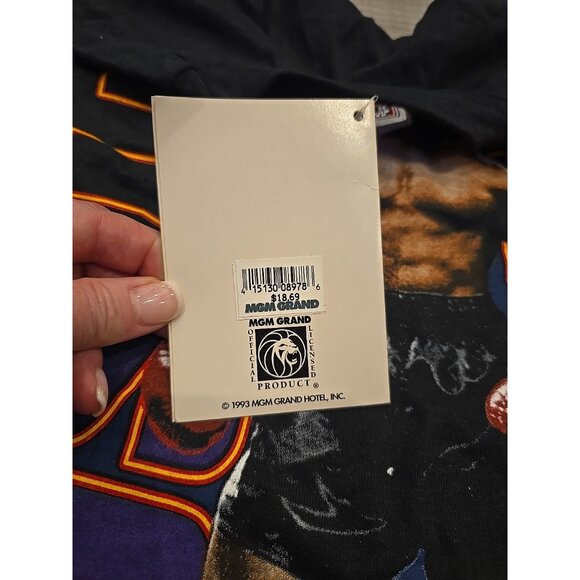 4 15130 08978 6
$18.69
MGM GRAND
MGM GRAND
OFFICIAL
LICENSED
PRODUCT ®
© 1993 MGM GRAND HOTEL, INC.